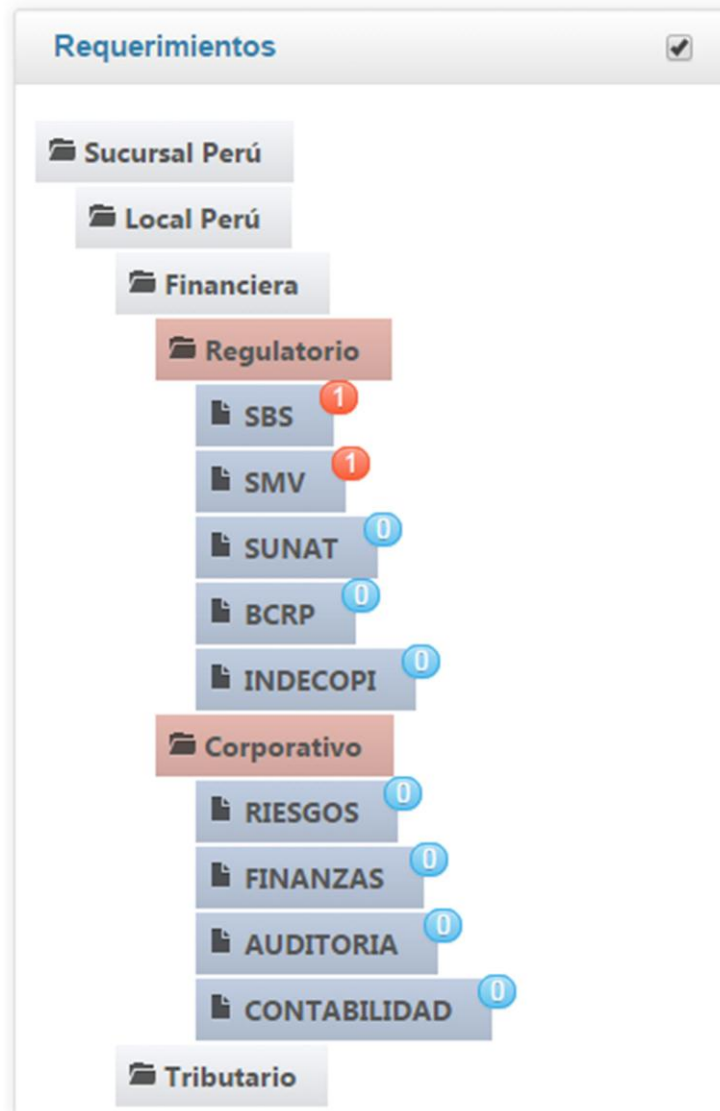 Requerimientos
Sucursal Perú
Local Perú
Financiera
Regulatorio
SBS 1
SMV 1
SUNAT 0
BCRP 0
INDECOPI 0
Corporativo
RIESGOS 0
FINANZAS 0
AUDITORIA 0
CONTABILIDAD 0
Tributario